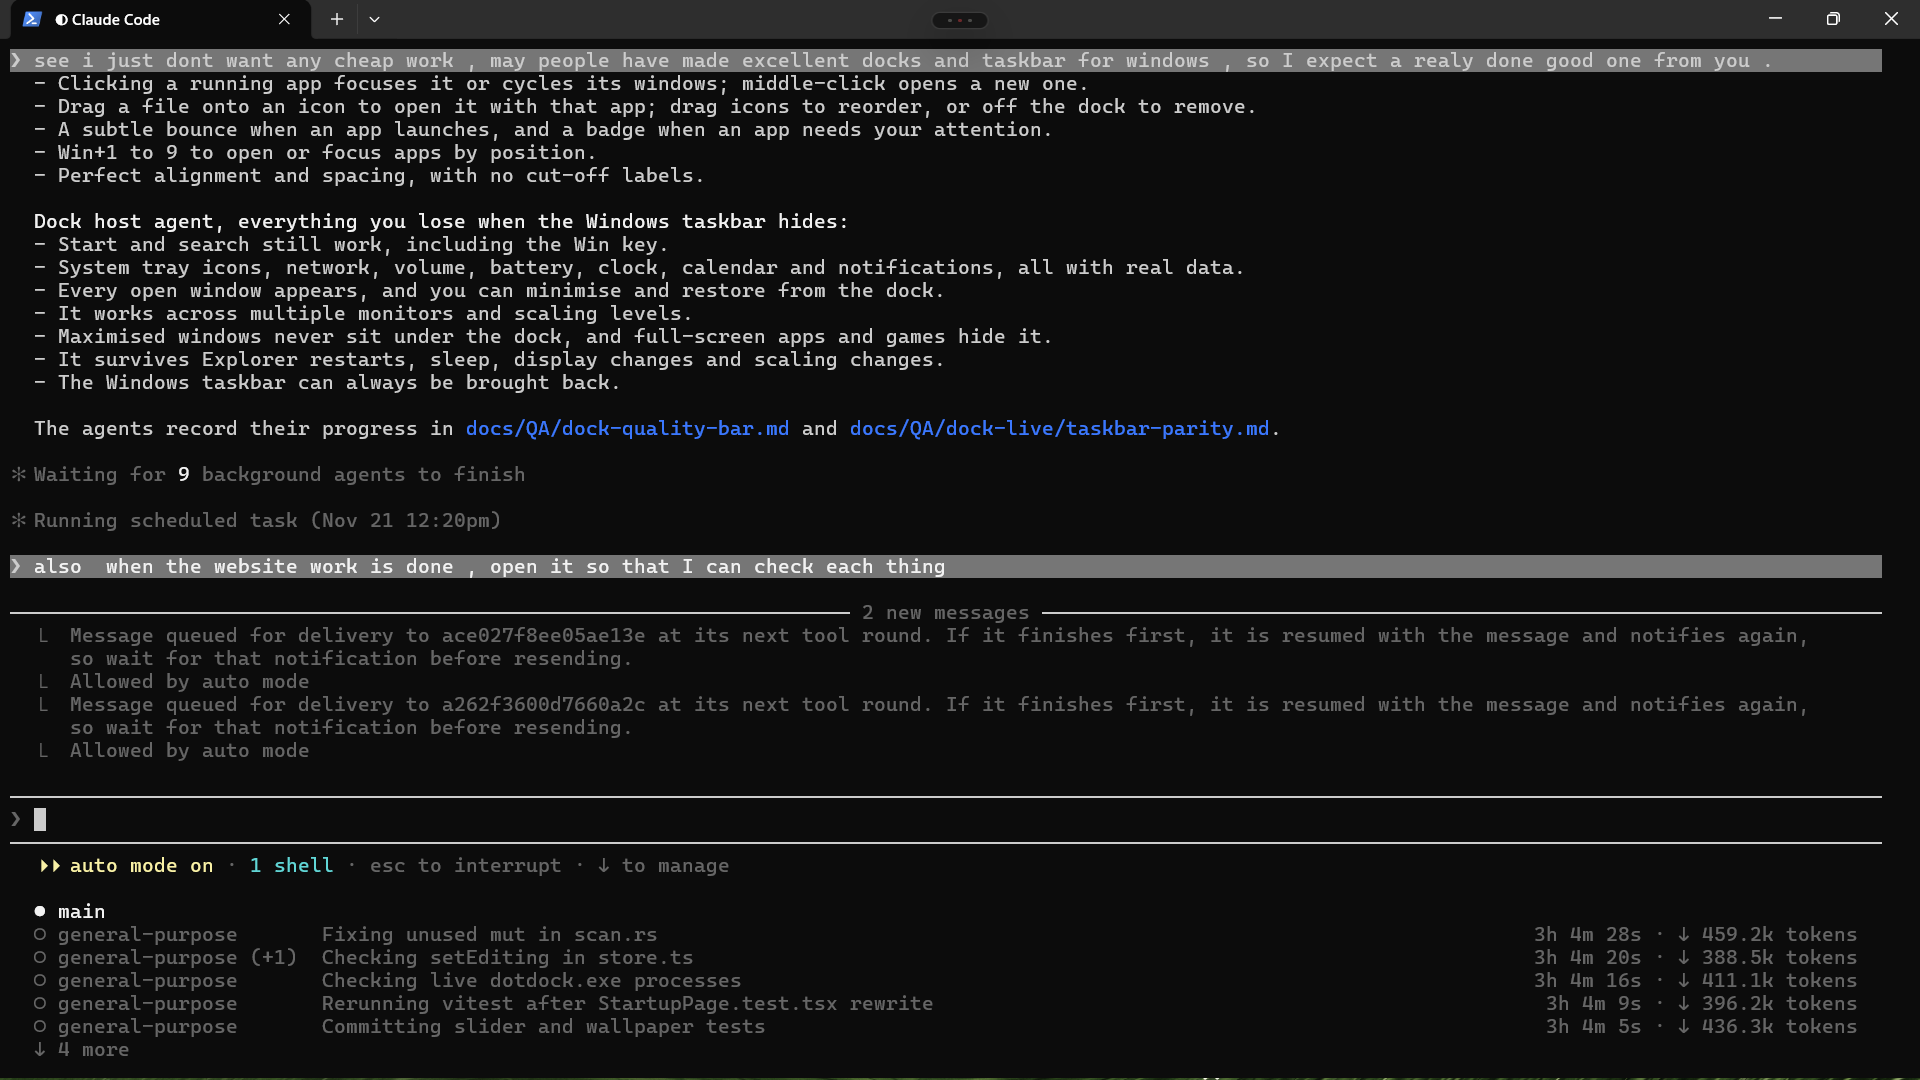 ◐ Claude Code
❯ see i just dont want any cheap work , may people have made excellent docks and taskbar for windows , so I expect a realy done good one from you .
- Clicking a running app focuses it or cycles its windows; middle-click opens a new one.
- Drag a file onto an icon to open it with that app; drag icons to reorder, or off the dock to remove.
- A subtle bounce when an app launches, and a badge when an app needs your attention.
- Win+1 to 9 to open or focus apps by position.
- Perfect alignment and spacing, with no cut-off labels.
Dock host agent, everything you lose when the Windows taskbar hides:
- Start and search still work, including the Win key.
- System tray icons, network, volume, battery, clock, calendar and notifications, all with real data.
- Every open window appears, and you can minimise and restore from the dock.
- It works across multiple monitors and scaling levels.
- Maximised windows never sit under the dock, and full-screen apps and games hide it.
- It survives Explorer restarts, sleep, display changes and scaling changes.
- The Windows taskbar can always be brought back.
The agents record their progress in docs/QA/dock-quality-bar.md and docs/QA/dock-live/taskbar-parity.md.
✻ Waiting for 9 background agents to finish
✻ Running scheduled task (Nov 21 12:20pm)
❯ also  when the website work is done , open it so that I can check each thing
2 new messages
⎿ Message queued for delivery to ace027f8ee05ae13e at its next tool round. If it finishes first, it is resumed with the message and notifies again,
so wait for that notification before resending.
⎿ Allowed by auto mode
⎿ Message queued for delivery to a262f3600d7660a2c at its next tool round. If it finishes first, it is resumed with the message and notifies again,
so wait for that notification before resending.
⎿ Allowed by auto mode
❯
⏵⏵ auto mode on · 1 shell · esc to interrupt · ↓ to manage
● main
○ general-purpose Fixing unused mut in scan.rs 3h 4m 28s · ↓ 459.2k tokens
○ general-purpose (+1) Checking setEditing in store.ts 3h 4m 20s · ↓ 388.5k tokens
○ general-purpose Checking live dotdock.exe processes 3h 4m 16s · ↓ 411.1k tokens
○ general-purpose Rerunning vitest after StartupPage.test.tsx rewrite 3h 4m 9s · ↓ 396.2k tokens
○ general-purpose Committing slider and wallpaper tests 3h 4m 5s · ↓ 436.3k tokens
↓ 4 more